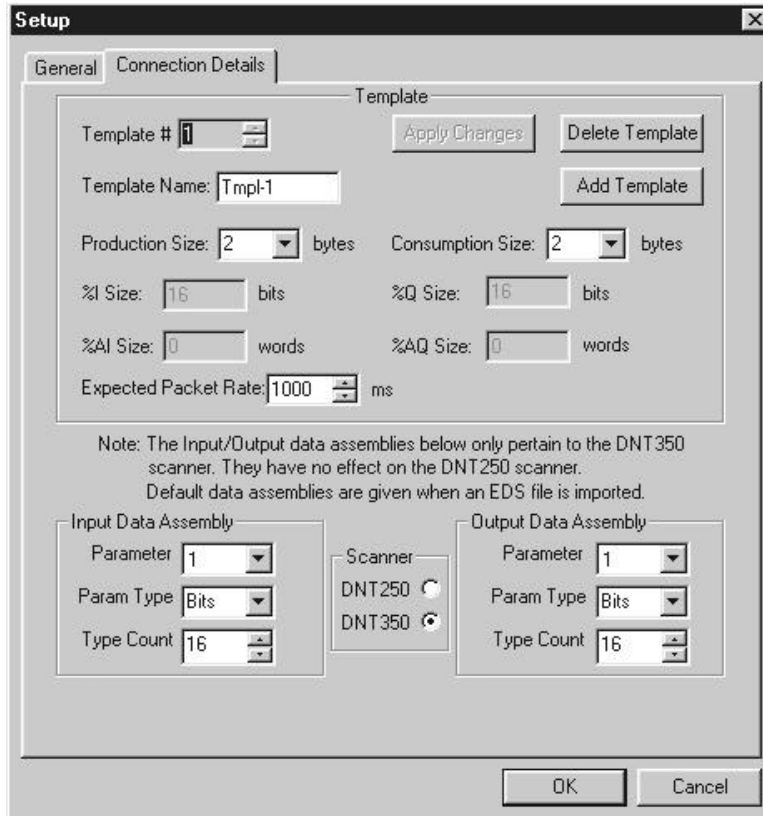 Setup
General Connection Details
Template
Template # 1 Apply Changes Delete Template
Template Name: Tmpl-1 Add Template
Production Size: 2 bytes Consumption Size: 2 bytes
%I Size: 16 bits %Q Size: 16 bits
%AI Size: 0 words %AQ Size: 0 words
Expected Packet Rate: 1000 ms
Note: The Input/Output data assemblies below only pertain to the DNT350
scanner. They have no effect on the DNT250 scanner.
Default data assemblies are given when an EDS file is imported.
Input Data Assembly
Parameter 1
Param Type Bits
Type Count 16
Scanner
DNT250
DNT350
Output Data Assembly
Parameter 1
Param Type Bits
Type Count 16
OK Cancel